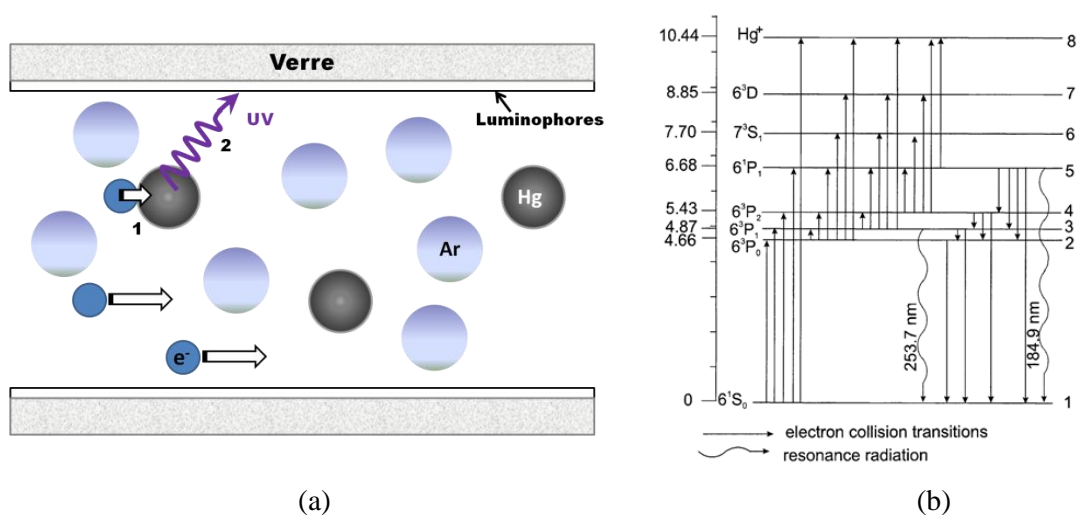 Verre
UV
Luminophores
2
1
Hg
Ar
e⁻
(a)
10.44 Hg⁺ 8
8.85 6³D 7
7.70 7³S₁ 6
6.68 6¹P₁ 5
5.43 6³P₂ 4
4.87 6³P₁ 3
4.66 6³P₀ 2
253.7 nm
184.9 nm
0 6¹S₀ 1
electron collision transitions
resonance radiation
(b)